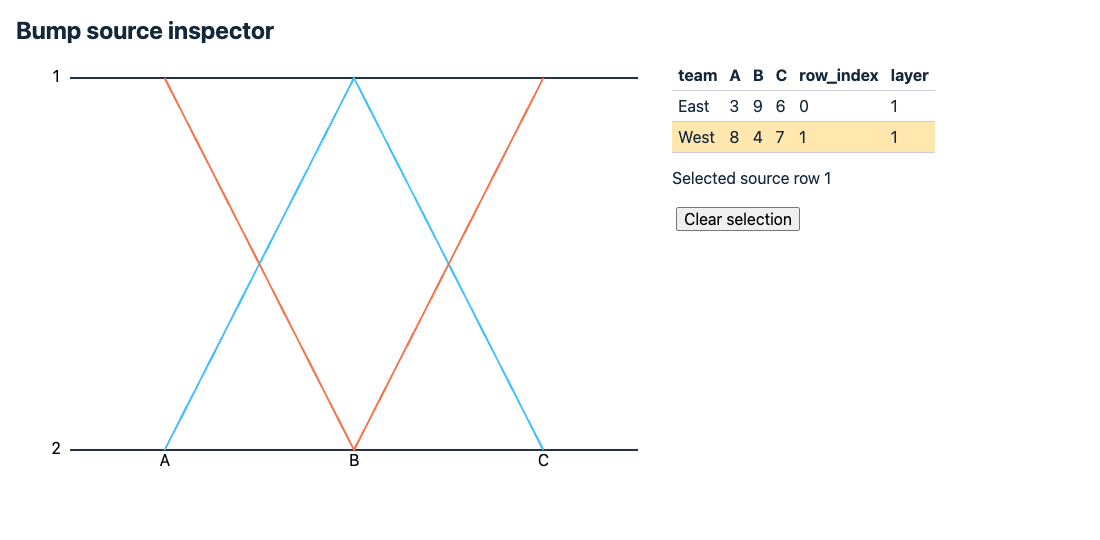 Bump source inspector
1
2
A B C
team A B C row_index layer
East 3 9 6 0 1
West 8 4 7 1 1
Selected source row 1
Clear selection